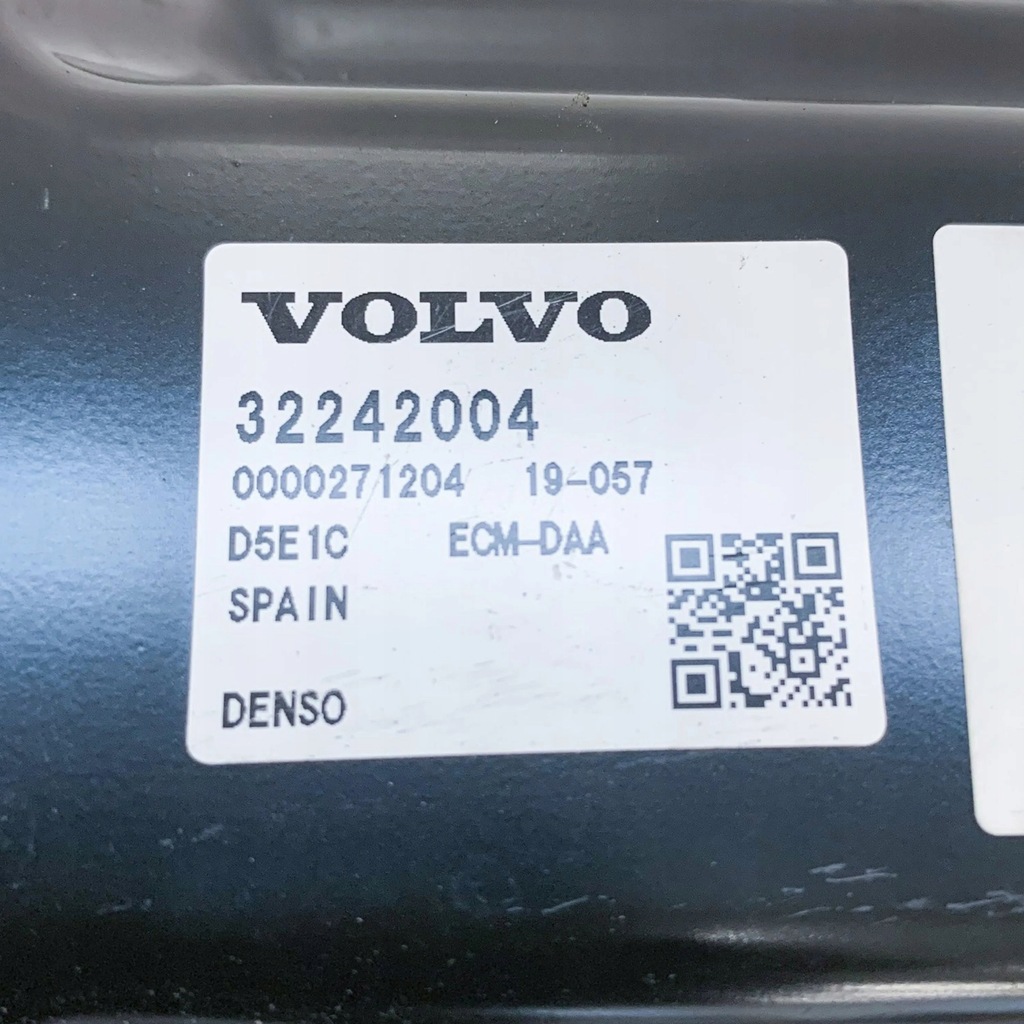 VOLVO
32242004
0000271204 19-057
D5E1C ECM-DAA
SPAIN
DENSO